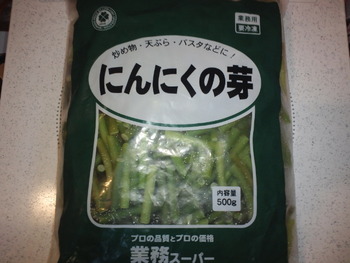 業務用
要冷凍
炒め物・天ぷら・パスタなどに！
にんにくの芽
内容量
500g
プロの品質とプロの価格
業務スーパー